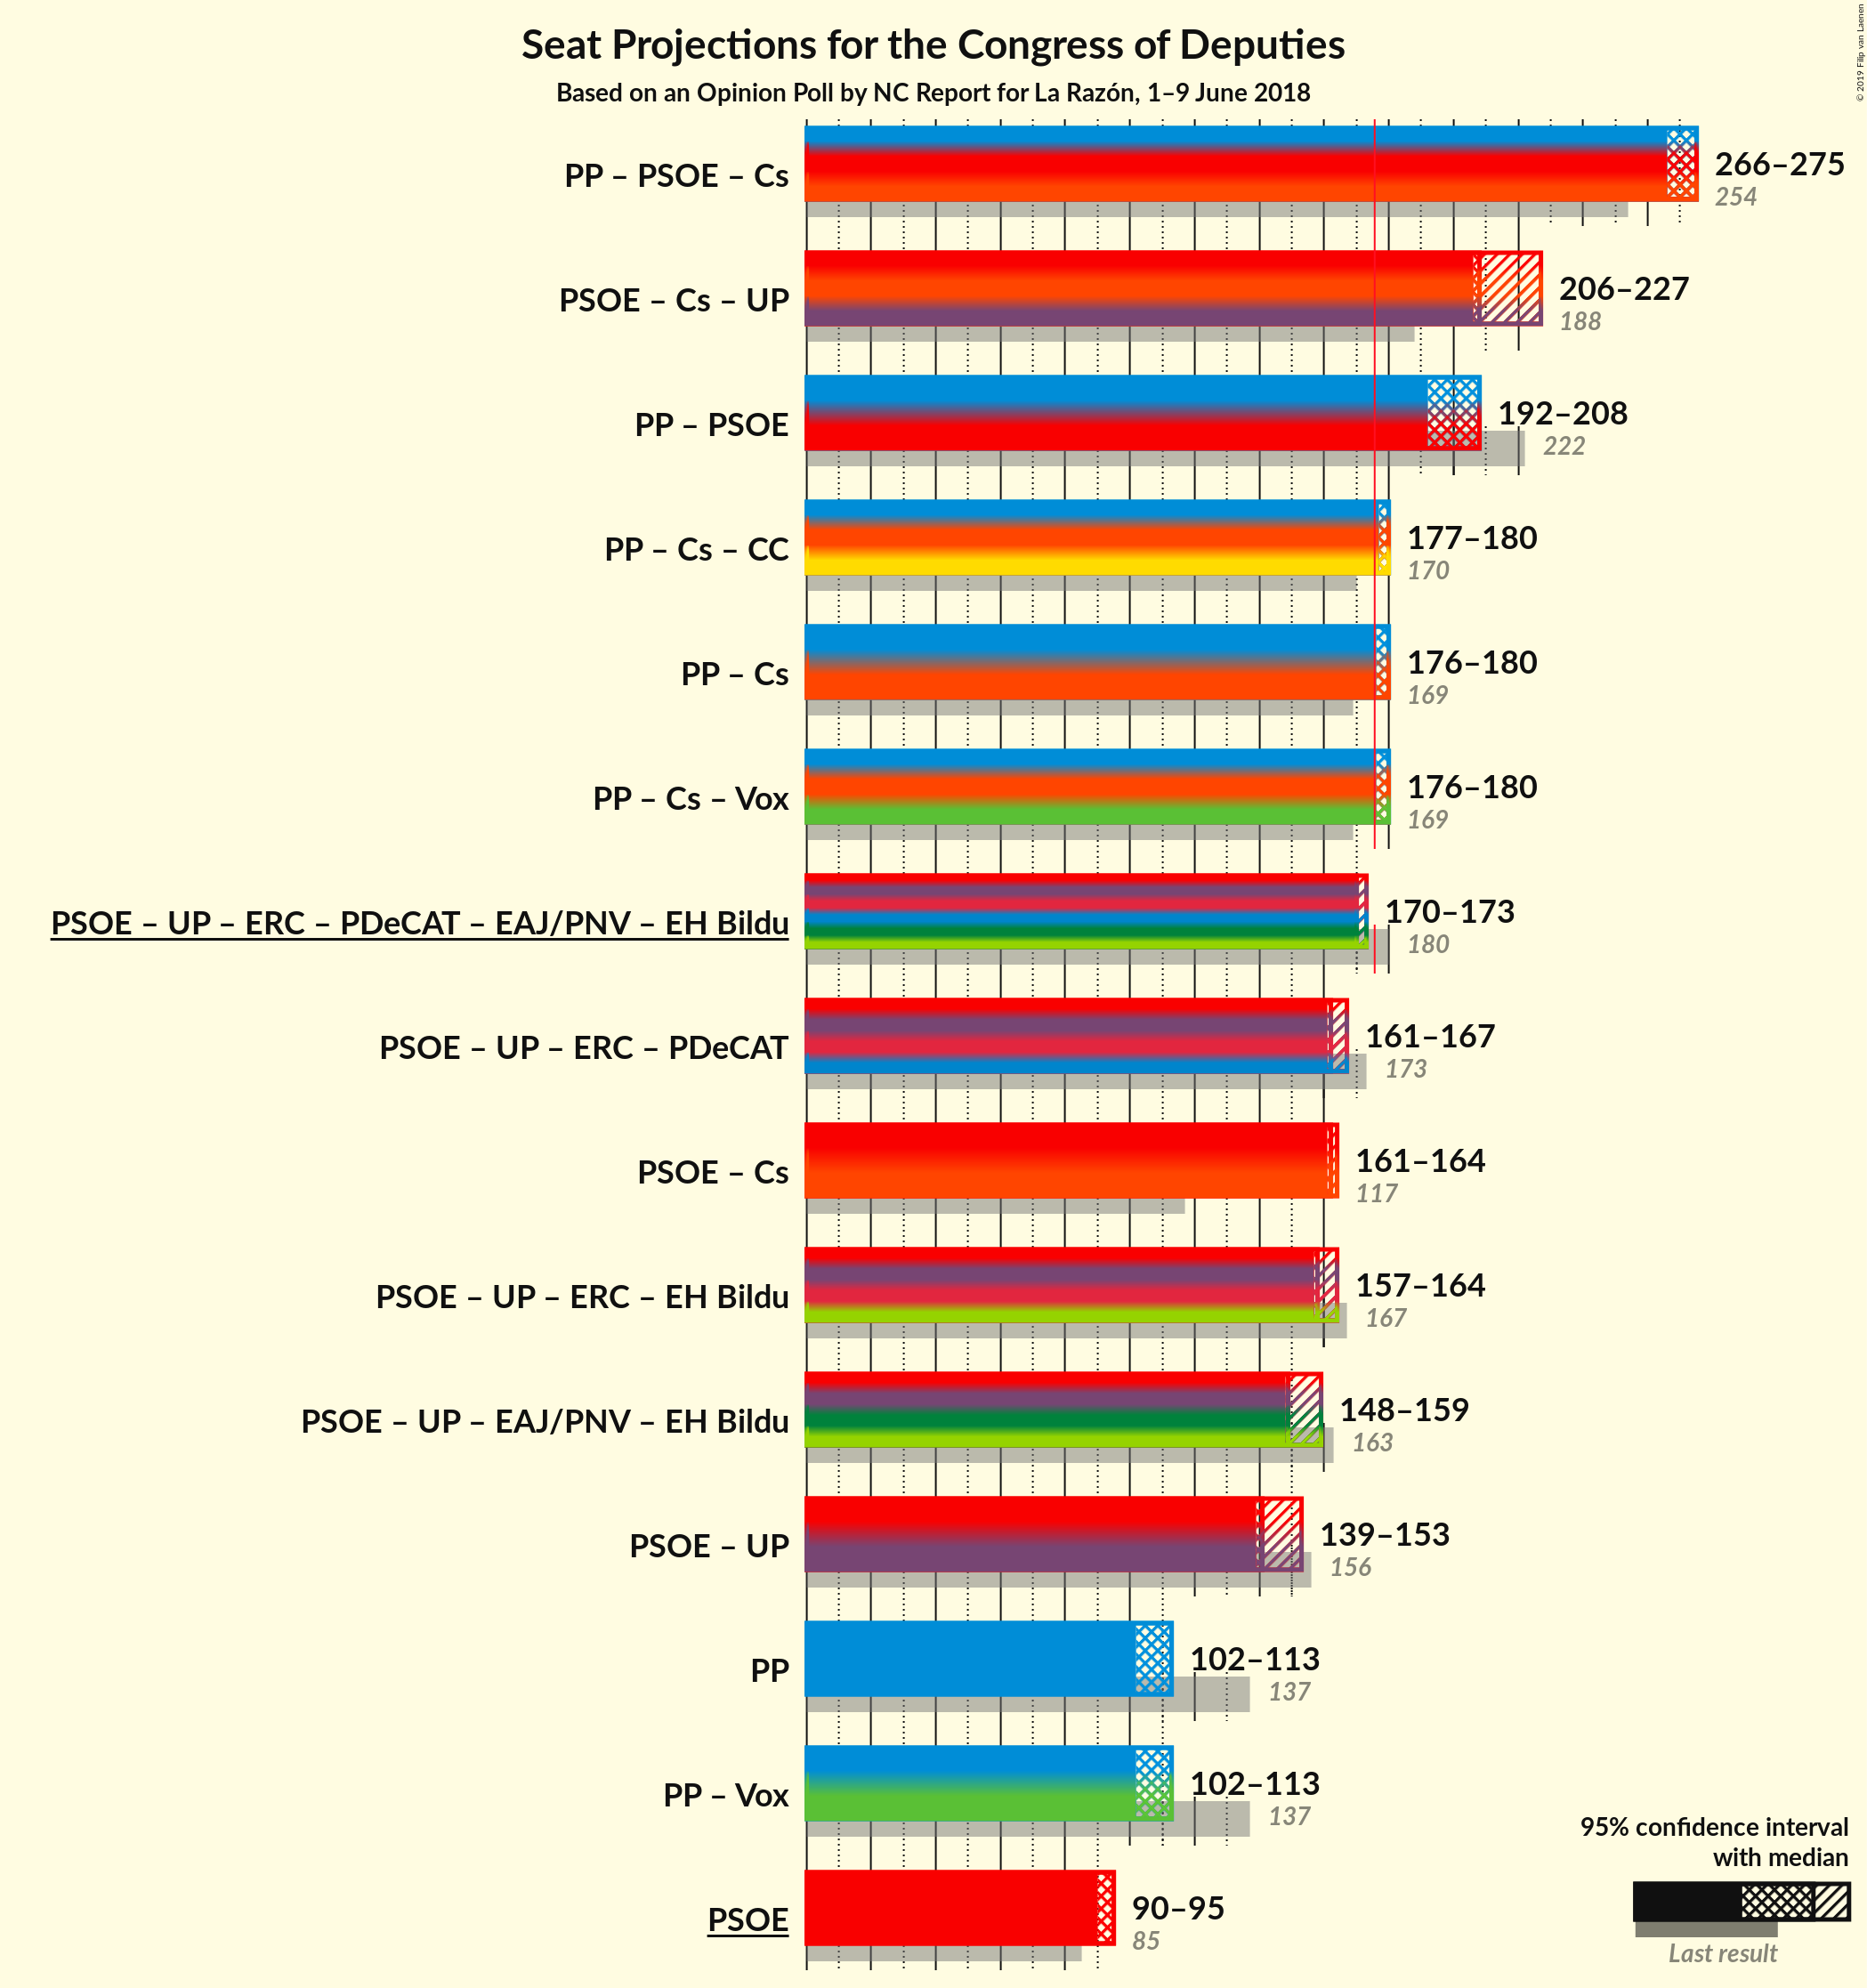 Seat Projections for the Congress of Deputies
Based on an Opinion Poll by NC Report for La Razón, 1–9 June 2018
© 2019 Filip van Laenen
PP – PSOE – Cs
266–275
254
PSOE – Cs – UP
206–227
188
PP – PSOE
192–208
222
PP – Cs – CC
177–180
170
PP – Cs
176–180
169
PP – Cs – Vox
176–180
169
PSOE – UP – ERC – PDeCAT – EAJ/PNV – EH Bildu
170–173
180
PSOE – UP – ERC – PDeCAT
161–167
173
PSOE – Cs
161–164
117
PSOE – UP – ERC – EH Bildu
157–164
167
PSOE – UP – EAJ/PNV – EH Bildu
148–159
163
PSOE – UP
139–153
156
PP
102–113
137
PP – Vox
102–113
137
PSOE
90–95
85
95% confidence interval
with median
Last result